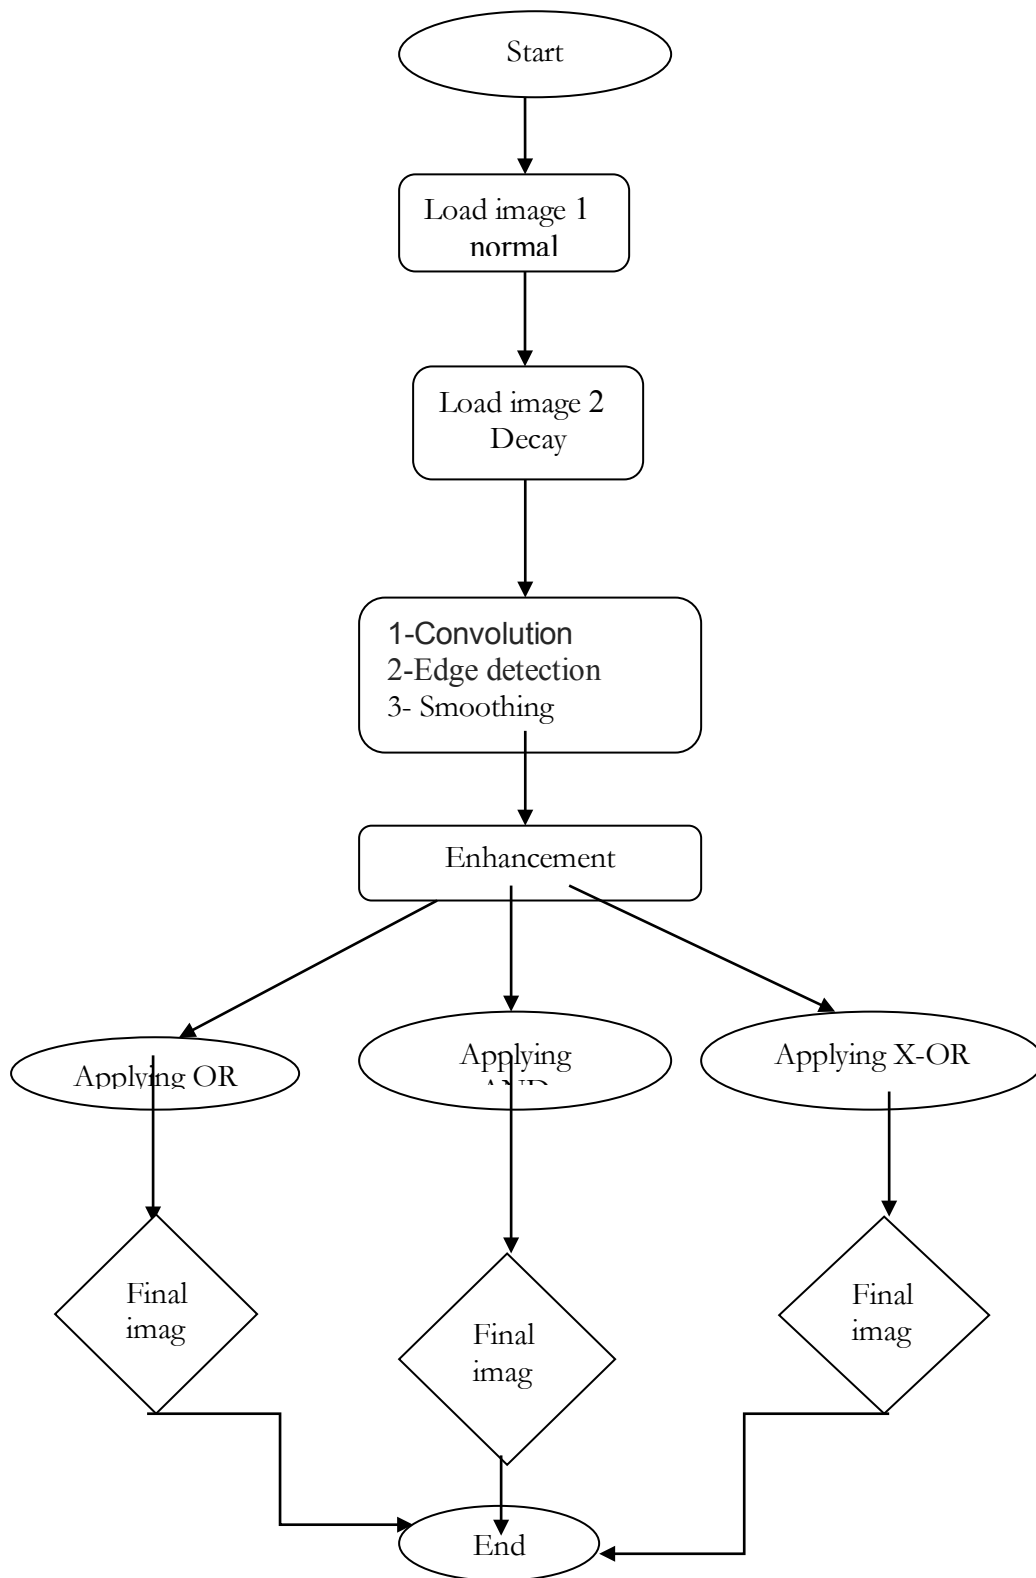 Start
Load image 1
normal
Load image 2
Decay
1-Convolution
2-Edge detection
3- Smoothing
Enhancement
Applying OR
Applying
AND
Applying X-OR
Final
imag
Final
imag
Final
imag
End